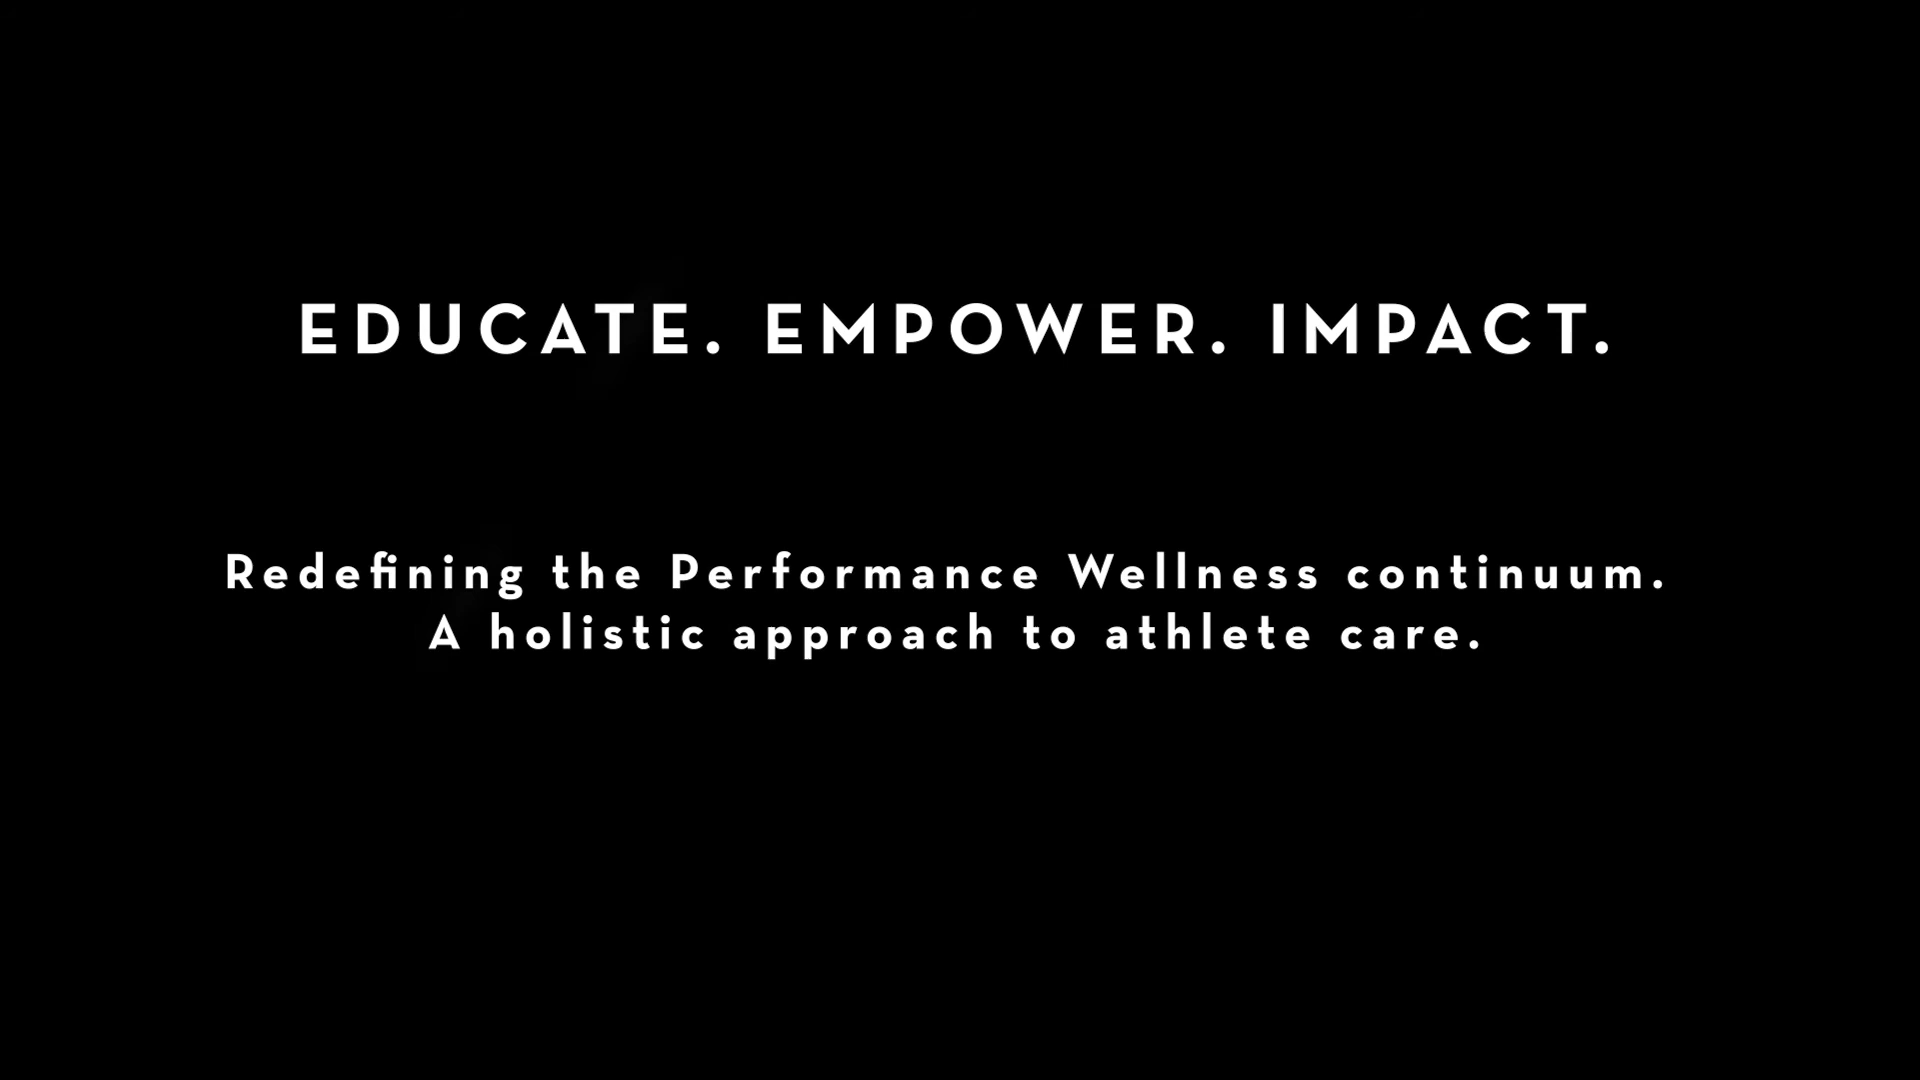 EDUCATE. EMPOWER. IMPACT.
Redefining the Performance Wellness continuum.
A holistic approach to athlete care.